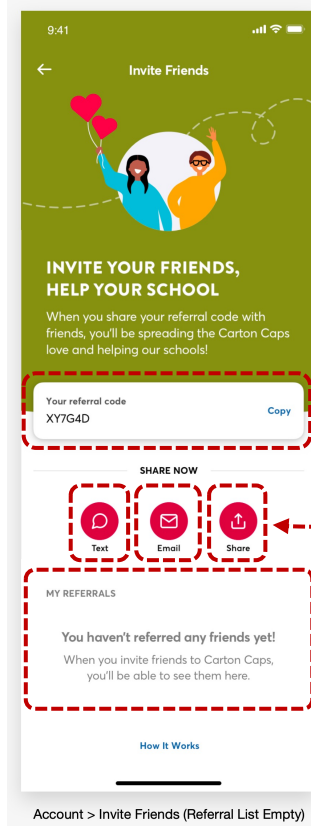 9:41
Invite Friends
INVITE YOUR FRIENDS,
HELP YOUR SCHOOL
When you share your referral code with
friends, you'll be spreading the Carton Caps
love and helping our schools!
Your referral code
XY7G4D
Copy
SHARE NOW
Text Email Share
MY REFERRALS
You haven't referred any friends yet!
When you invite friends to Carton Caps,
you'll be able to see them here.
How It Works
Account > Invite Friends (Referral List Empty)